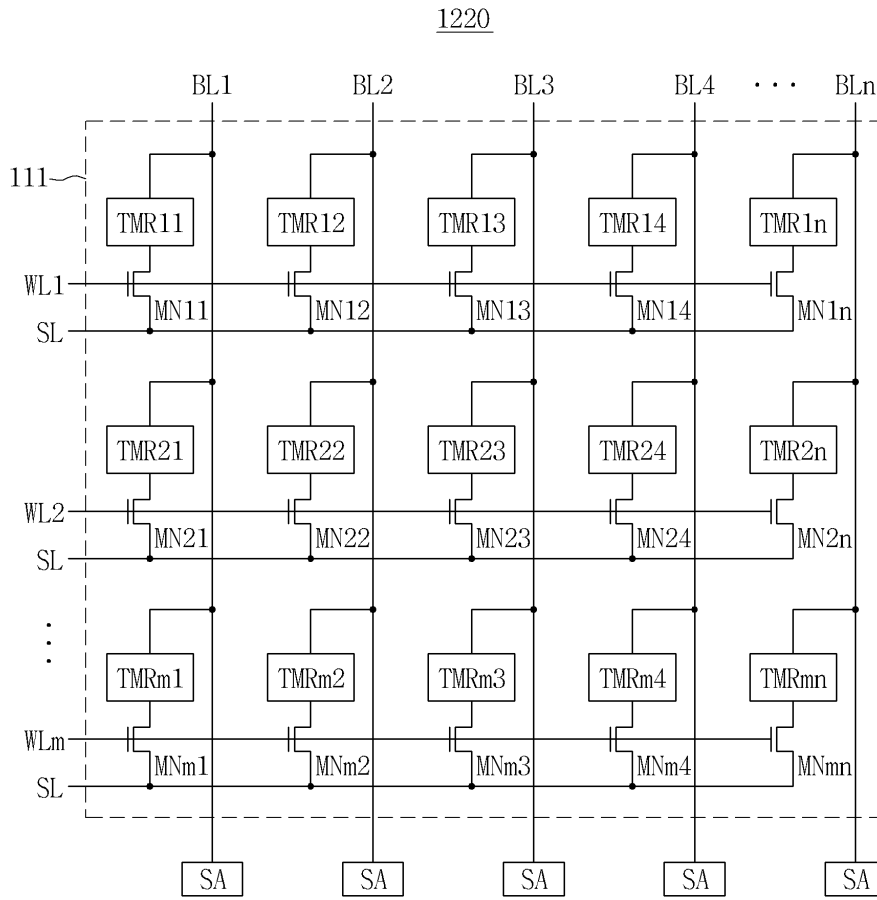 1220
BL1 BL2 BL3 BL4 ··· BLn
111
TMR11 TMR12 TMR13 TMR14 TMR1n
WL1
MN11 MN12 MN13 MN14 MN1n
SL
TMR21 TMR22 TMR23 TMR24 TMR2n
WL2
MN21 MN22 MN23 MN24 MN2n
SL
TMRm1 TMRm2 TMRm3 TMRm4 TMRmn
WLm
MNm1 MNm2 MNm3 MNm4 MNmn
SL
SA SA SA SA SA